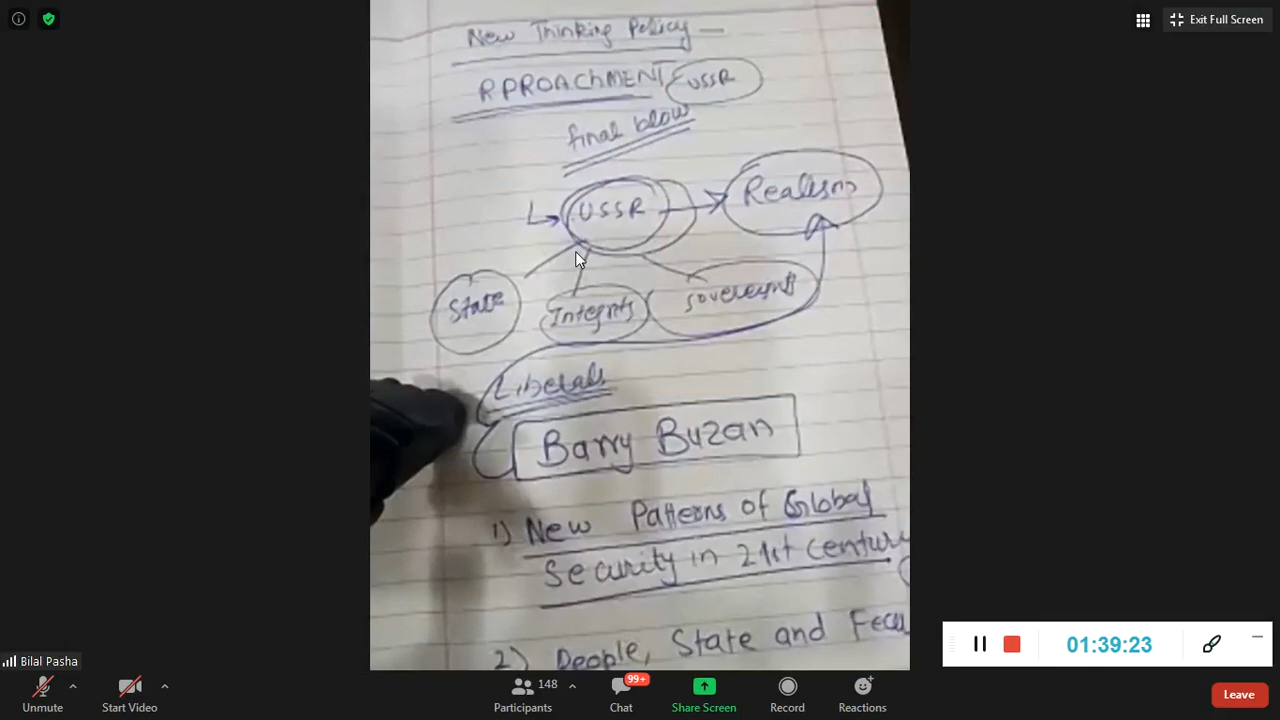 Exit Full Screen
New Thinking Policy —
RPROACHMENT USSR
final blow
USSR
Realism
State
Integrity
Sovereignty
Liberals
Barry Buzan
1) New Patterns of Global
Security in 21st century
2) People, State and Fea
01:39:23
Bilal Pasha
Unmute
Start Video
148
Participants
99+
Chat
Share Screen
Record
Reactions
Leave